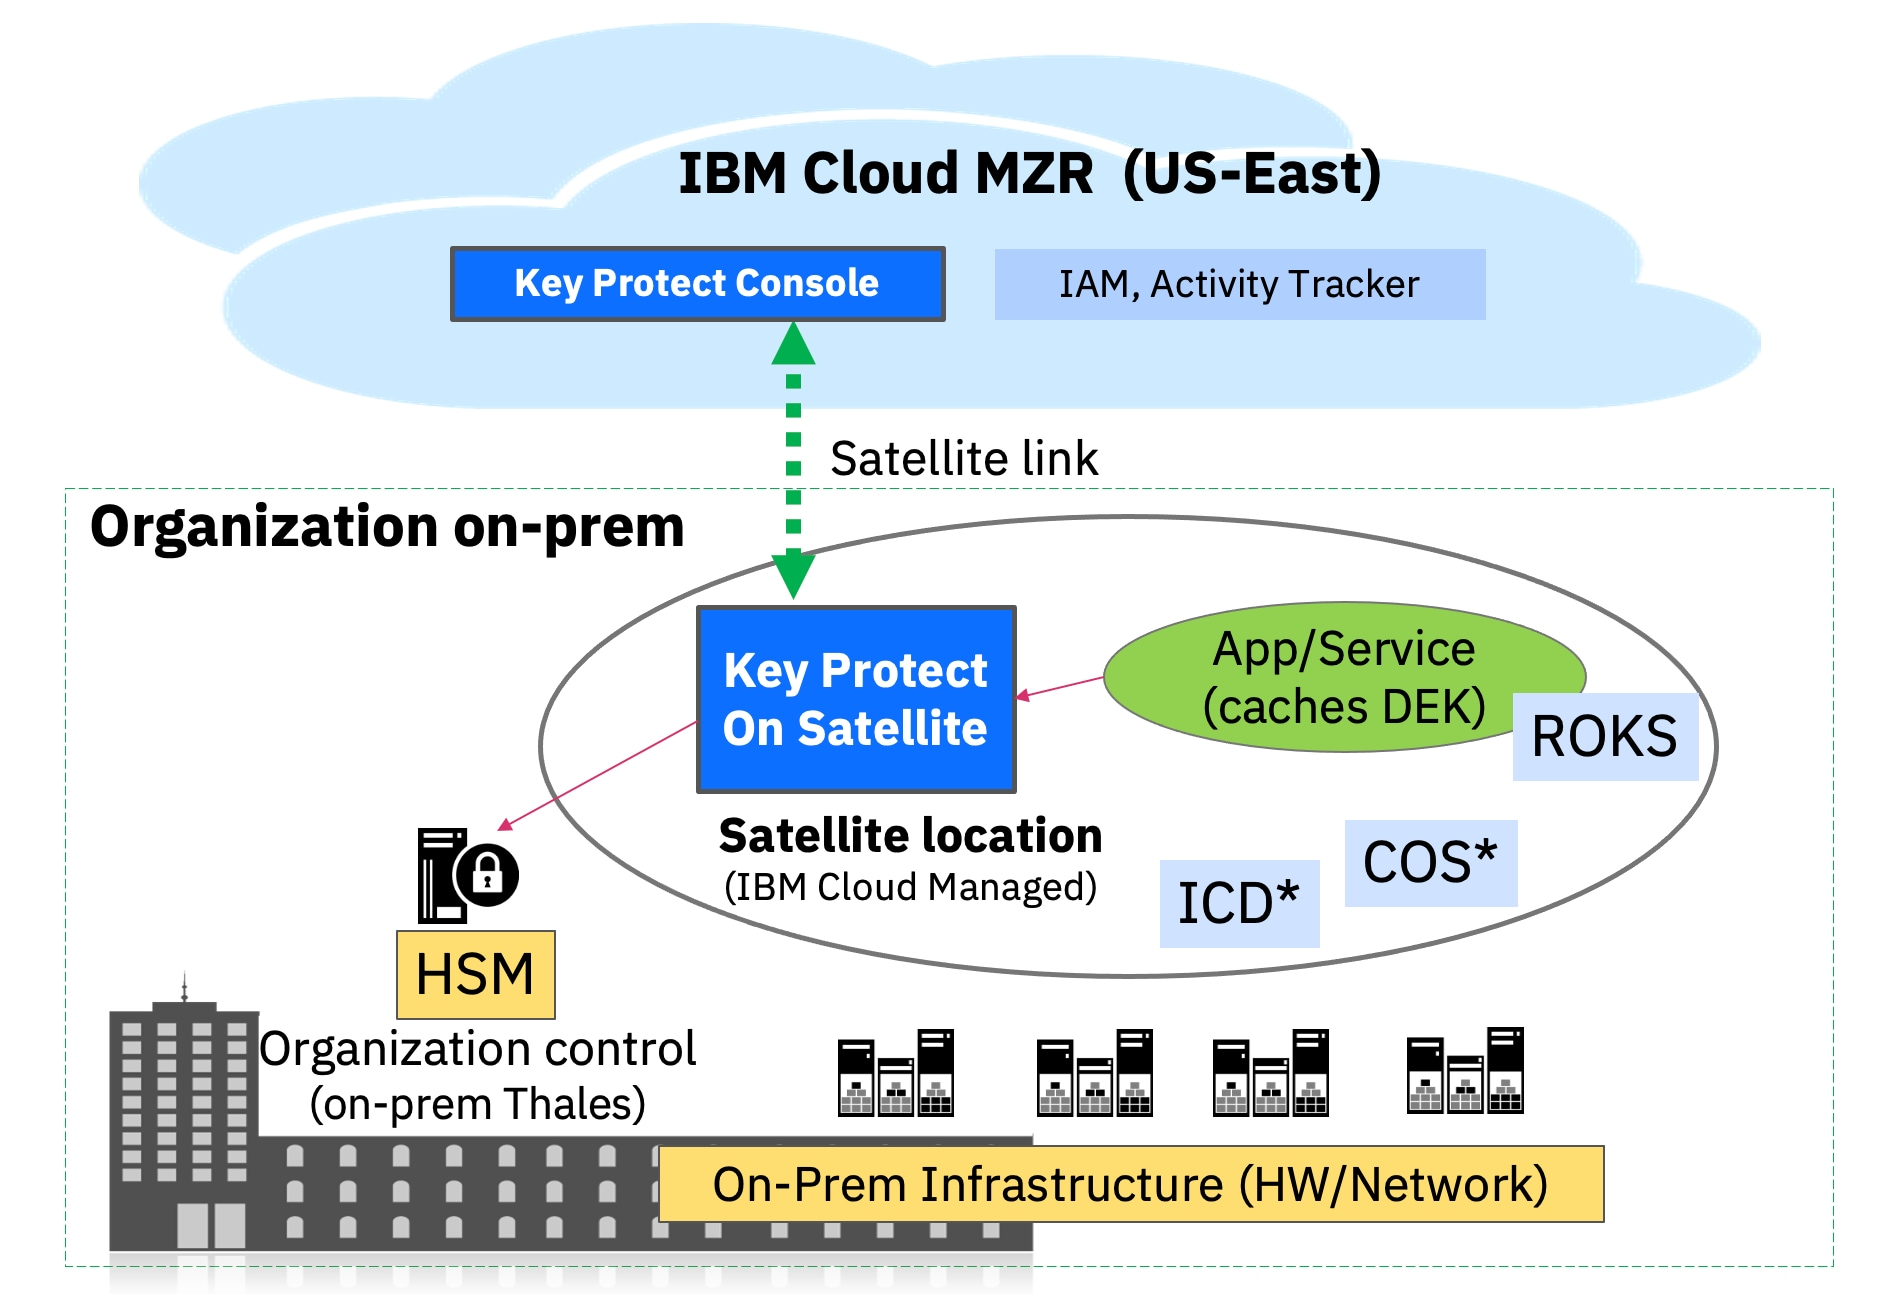 IBM Cloud MZR (US-East)
Key Protect Console
IAM, Activity Tracker
Satellite link
Organization on-prem
Key Protect
On Satellite
App/Service
(caches DEK)
ROKS
Satellite location
(IBM Cloud Managed)
COS*
ICD*
HSM
Organization control
(on-prem Thales)
On-Prem Infrastructure (HW/Network)